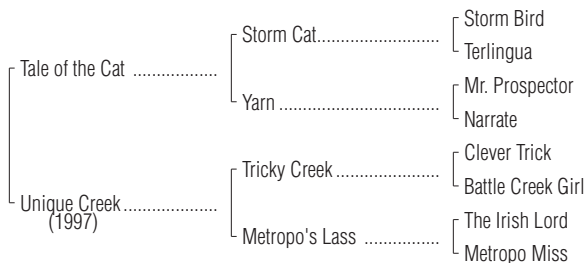 Storm Bird
Storm Cat..............................
Terlingua
Tale of the Cat .................
Mr. Prospector
Yarn .......................................
Narrate
Clever Trick
Tricky Creek .........................
Battle Creek Girl
Unique Creek...................
(1997)
The Irish Lord
Metropo's Lass ..................
Metropo Miss